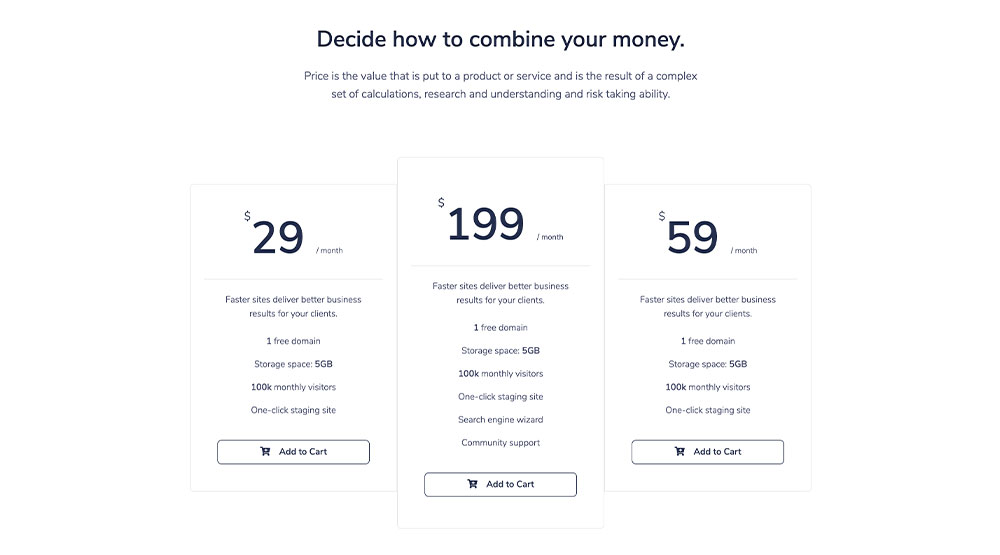 Decide how to combine your money.
Price is the value that is put to a product or service and is the result of a complex
set of calculations, research and understanding and risk taking ability.
$
29
/ month
Faster sites deliver better business
results for your clients.
1 free domain
Storage space: 5GB
100k monthly visitors
One-click staging site
Add to Cart
$
199
/ month
Faster sites deliver better business
results for your clients.
1 free domain
Storage space: 5GB
100k monthly visitors
One-click staging site
Search engine wizard
Community support
Add to Cart
$
59
/ month
Faster sites deliver better business
results for your clients.
1 free domain
Storage space: 5GB
100k monthly visitors
One-click staging site
Add to Cart